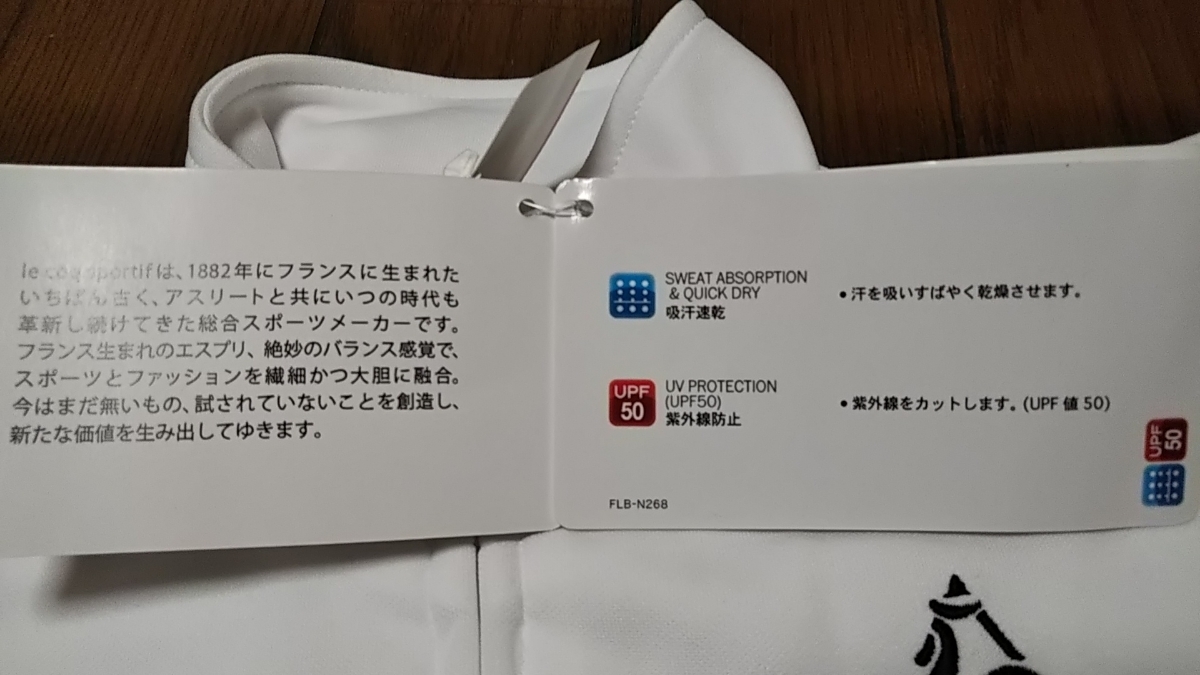 le coq sportifは、1882年にフランスに生まれた
いちばん古く、アスリートと共にいつの時代も
革新し続けてきた総合スポーツメーカーです。
フランス生まれのエスプリ、絶妙のバランス感覚で、
スポーツとファッションを繊細かつ大胆に融合。
今はまだ無いもの、試されていないことを創造し、
新たな価値を生み出してゆきます。
SWEAT ABSORPTION
& QUICK DRY
吸汗速乾
•汗を吸いすばやく乾燥させます。
UPF
50
UV PROTECTION
(UPF50)
紫外線防止
•紫外線をカットします。(UPF 値 50)
FLB-N268
UPF
50